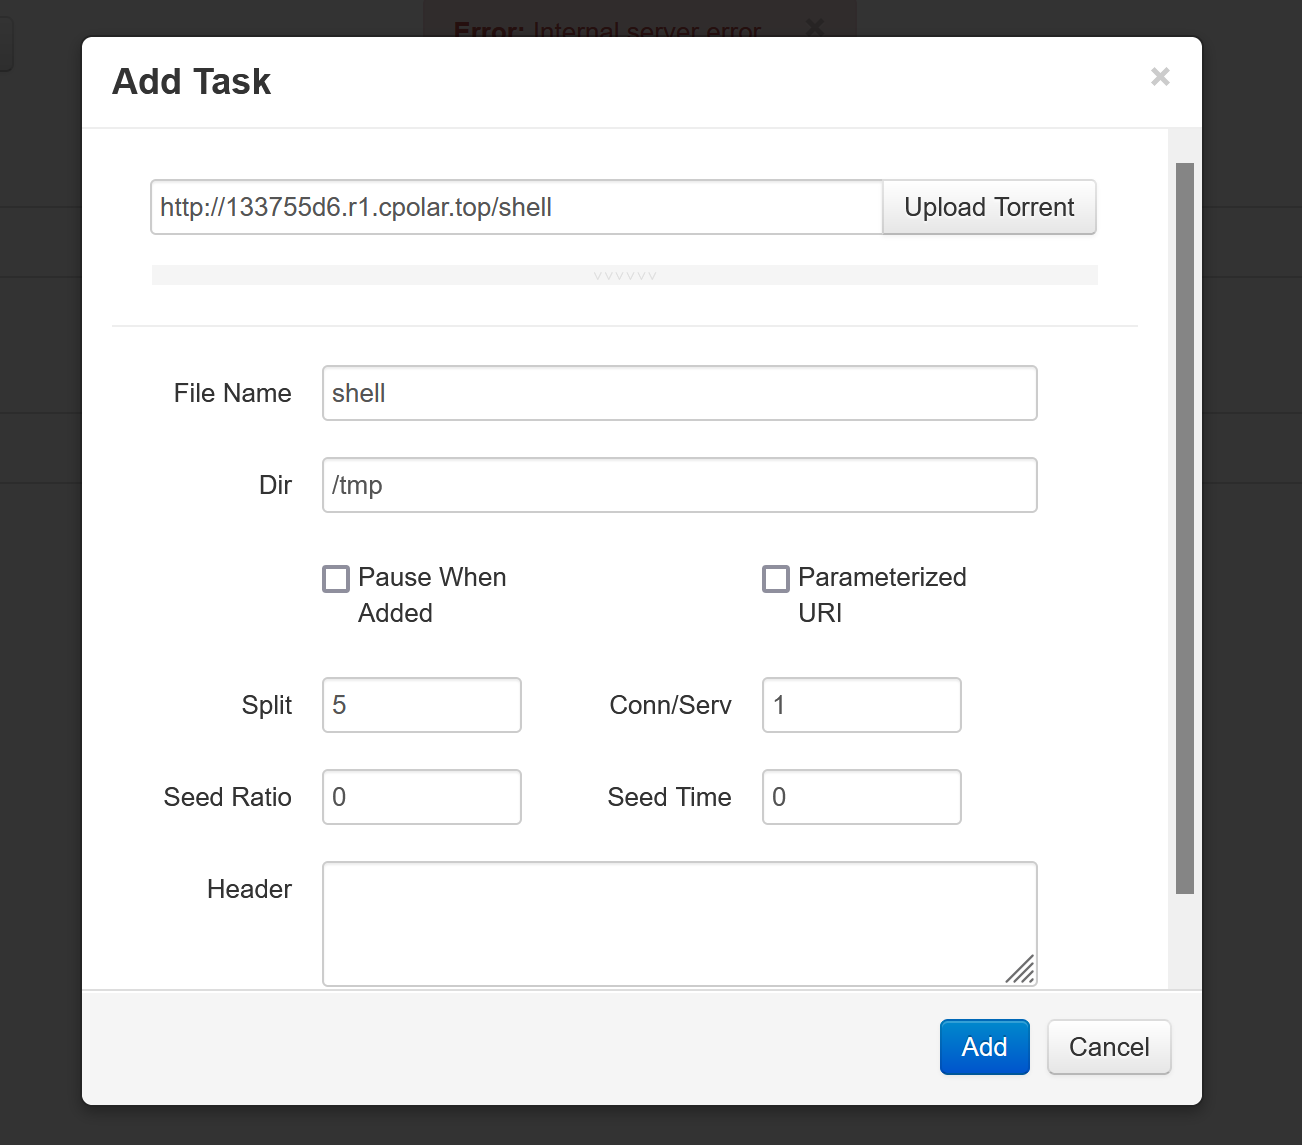 Error: Internal server error ×
Add Task ×
http://133755d6.r1.cpolar.top/shell Upload Torrent
vvvvvv
File Name shell
Dir /tmp
Pause When Added
Parameterized URI
Split 5 Conn/Serv 1
Seed Ratio 0 Seed Time 0
Header
Add Cancel